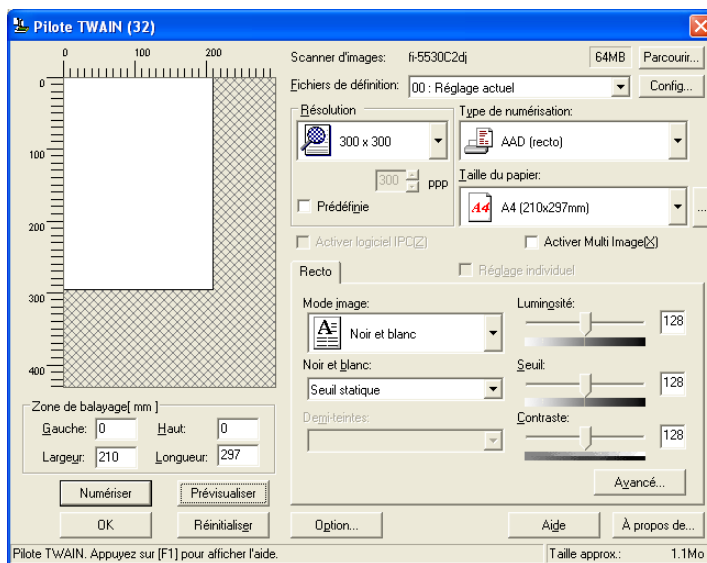 Pilote TWAIN (32)
0 100 200
0
100
200
300
400
Scanner d'images: fi-5530C2dj 64MB Parcourir...
Fichiers de définition: 00 : Réglage actuel Config...
Résolution
300 x 300
300 ppp
Prédéfinie
Type de numérisation:
AAD (recto)
Taille du papier:
A4 A4 (210x297mm) ...
Activer logiciel IPC(Z) Activer Multi Image(X)
Recto Réglage individuel
Mode image:
A Noir et blanc
Noir et blanc:
Seuil statique
Demi-teintes:
Luminosité:
128
Seuil:
128
Contraste:
128
Avancé...
Zone de balayage[ mm ]
Gauche: 0 Haut: 0
Largeur: 210 Longueur: 297
Numériser Prévisualiser
OK Réinitialiser Option... Aide À propos de...
Pilote TWAIN. Appuyez sur [F1] pour afficher l'aide. Taille approx.: 1.1Mo